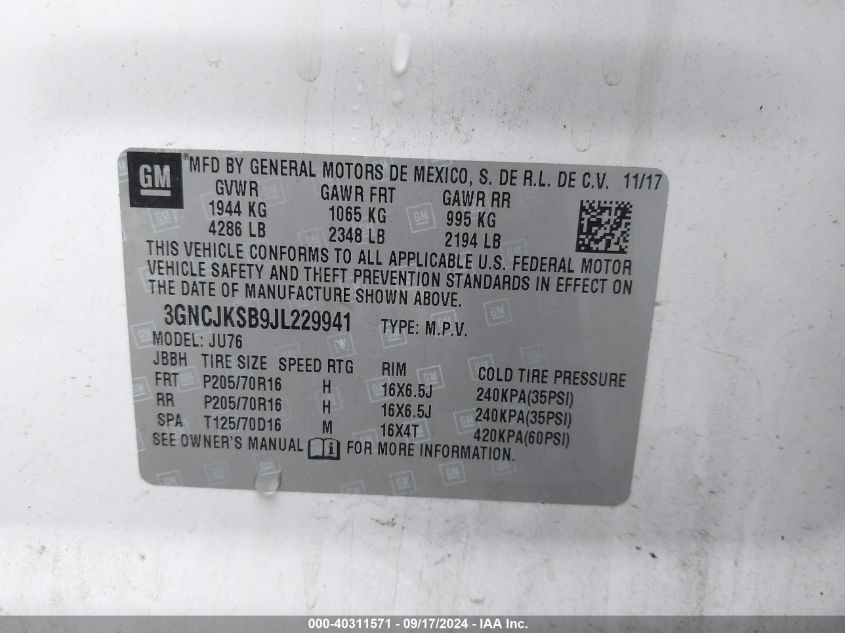 GM ® MFD BY GENERAL MOTORS DE MEXICO, S. DE R.L. DE C.V. 11/17
GVWR GAWR FRT GAWR RR
1944 KG 1065 KG 995 KG
4286 LB 2348 LB 2194 LB
THIS VEHICLE CONFORMS TO ALL APPLICABLE U.S. FEDERAL MOTOR
VEHICLE SAFETY AND THEFT PREVENTION STANDARDS IN EFFECT ON
THE DATE OF MANUFACTURE SHOWN ABOVE.
3GNCJKSB9JL229941 TYPE: M.P.V.
MODEL: JU76
JBBH TIRE SIZE SPEED RTG RIM COLD TIRE PRESSURE
FRT P205/70R16 H 16X6.5J 240KPA(35PSI)
RR P205/70R16 H 16X6.5J 240KPA(35PSI)
SPA T125/70D16 M 16X4T 420KPA(60PSI)
SEE OWNER'S MANUAL FOR MORE INFORMATION.
000-40311571 - 09/17/2024 - IAA Inc.